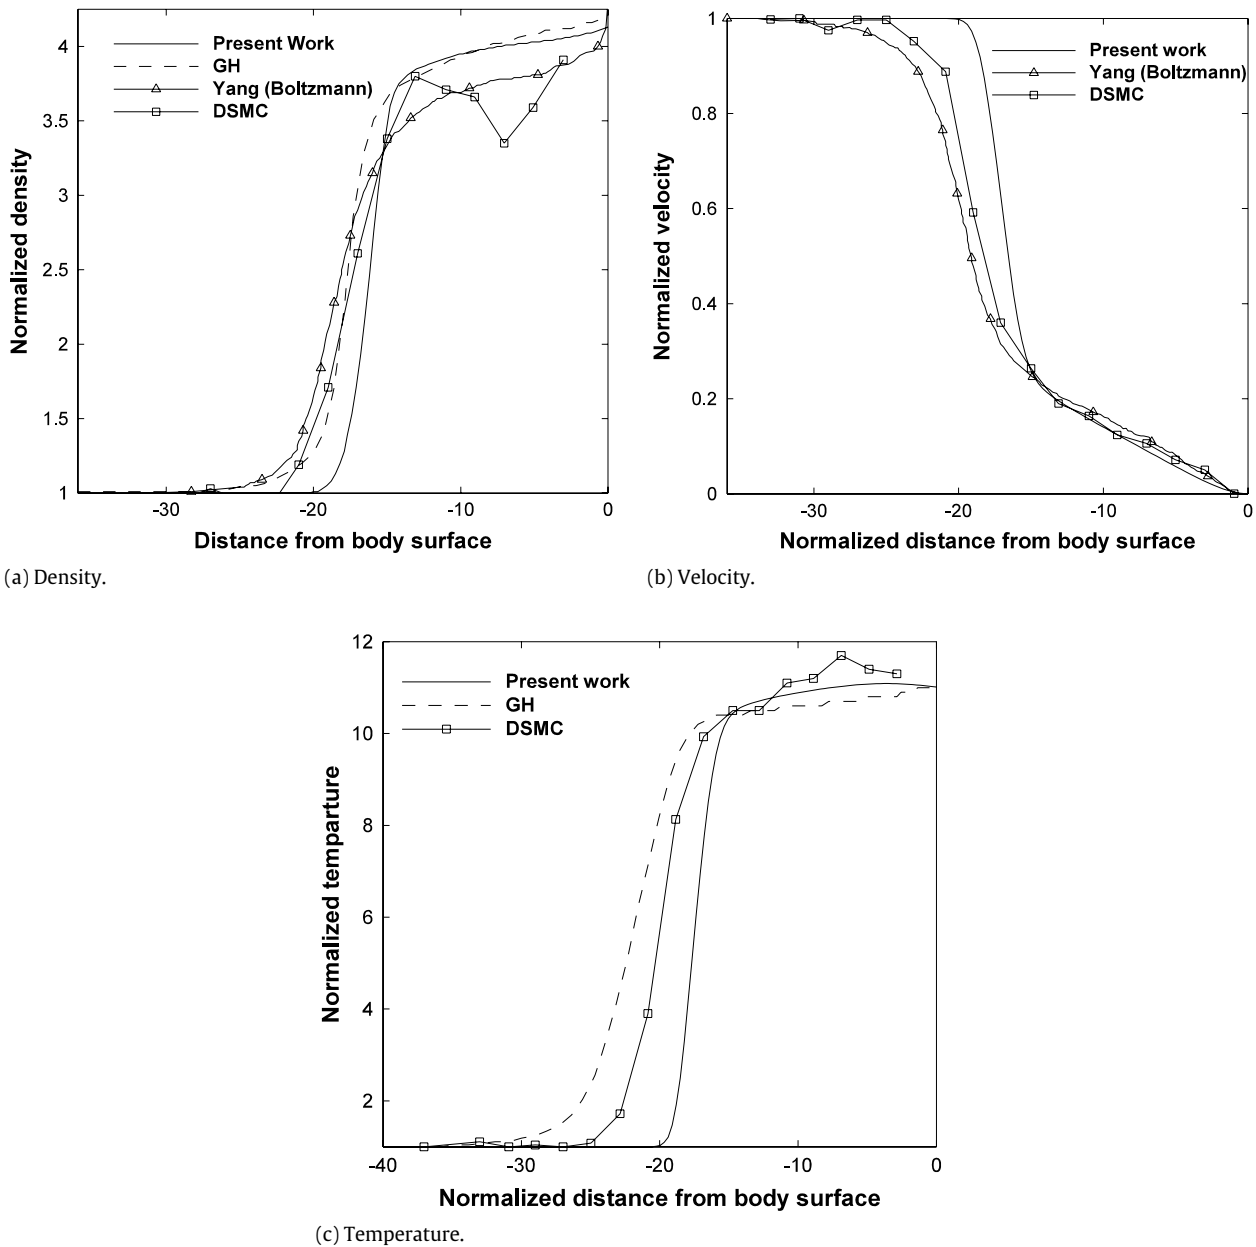 4
3.5
3
2.5
2
1.5
1
Normalized density
Present Work
GH
Yang (Boltzmann)
DSMC
-30
-20
-10
0
Distance from body surface
(a) Density.
1
0.8
0.6
0.4
0.2
0
Normalized velocity
Present work
Yang (Boltzmann)
DSMC
-30
-20
-10
0
Normalized distance from body surface
(b) Velocity.
12
10
8
6
4
2
Normalized temparture
Present work
GH
DSMC
-40
-30
-20
-10
0
Normalized distance from body surface
(c) Temperature.